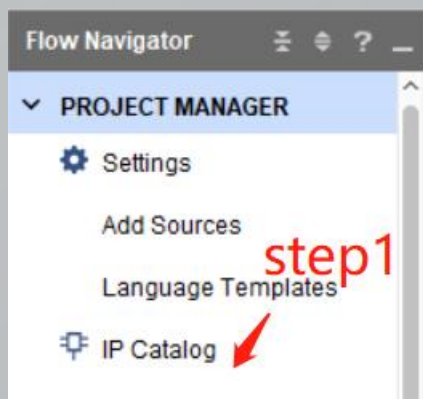 Flow Navigator ?
PROJECT MANAGER
Settings
Add Sources
step1
Language Templates
IP Catalog